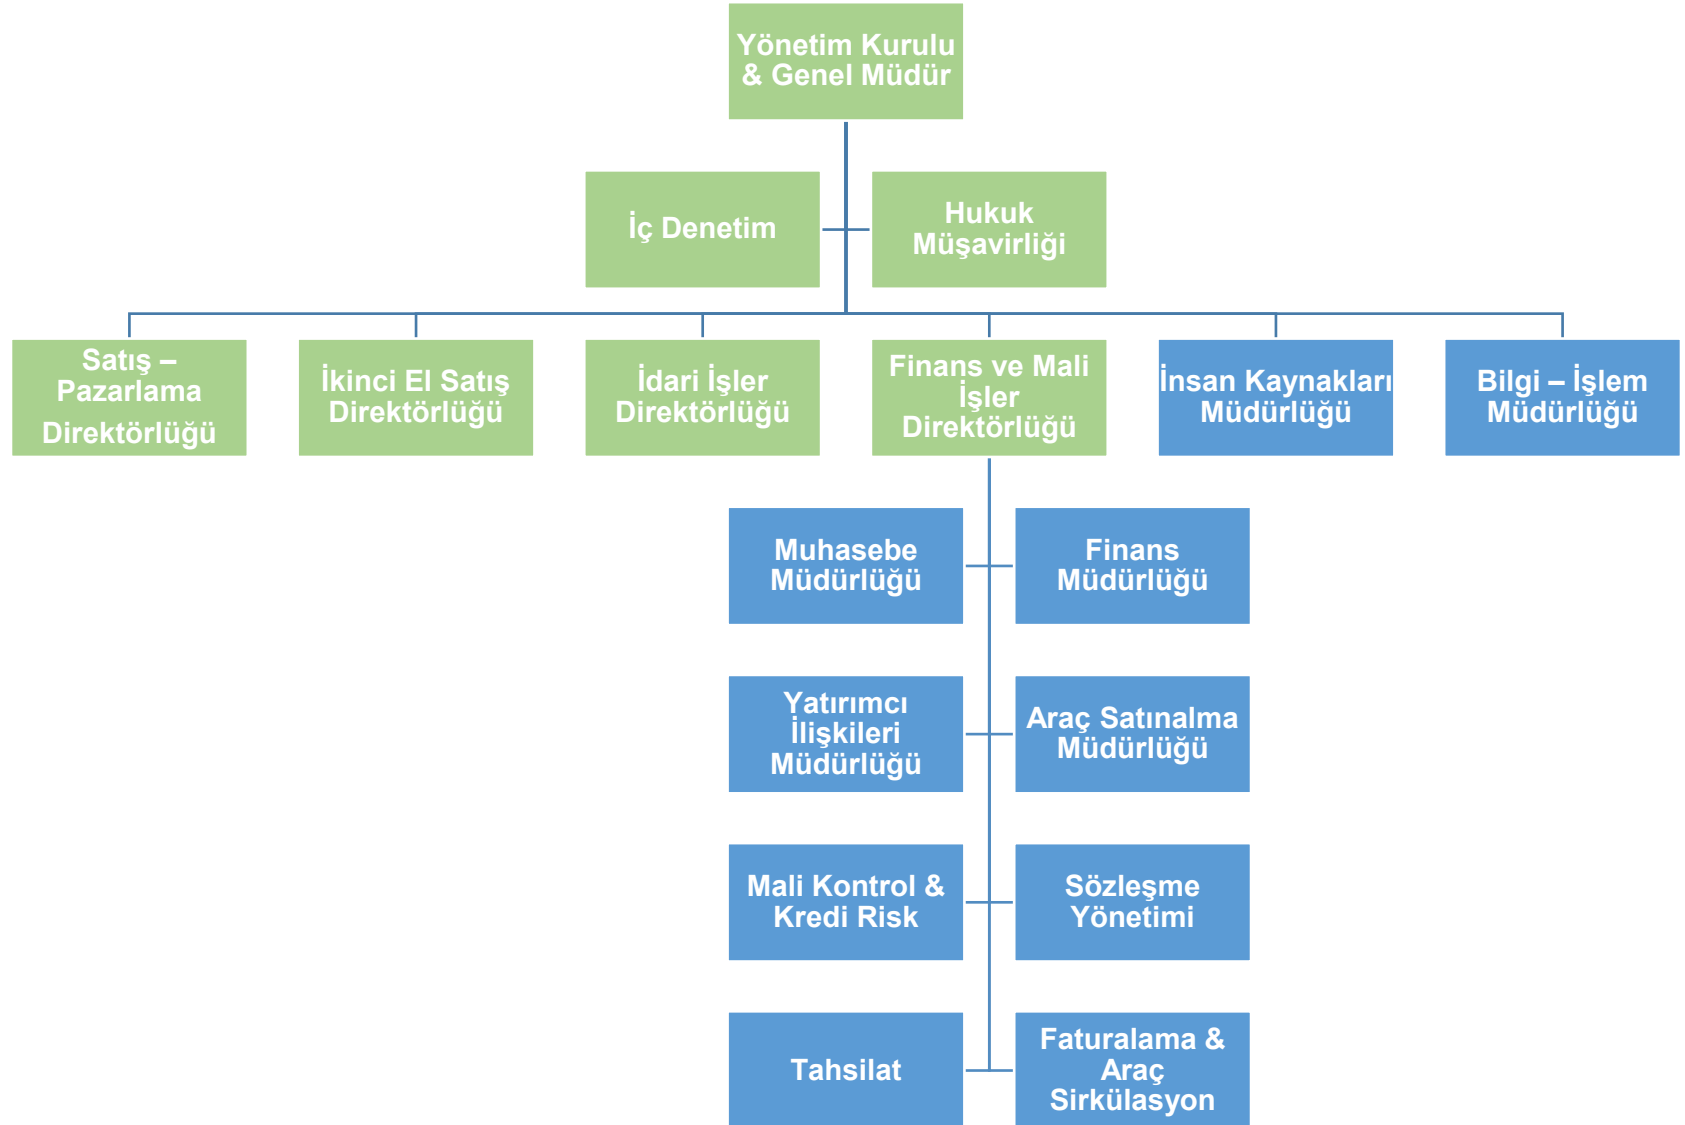 Yönetim Kurulu
& Genel Müdür
İç Denetim
Hukuk
Müşavirliği
Satış –
Pazarlama
Direktörlüğü
İkinci El Satış
Direktörlüğü
İdari İşler
Direktörlüğü
Finans ve Mali
İşler
Direktörlüğü
İnsan Kaynakları
Müdürlüğü
Bilgi – İşlem
Müdürlüğü
Muhasebe
Müdürlüğü
Finans
Müdürlüğü
Yatırımcı
İlişkileri
Müdürlüğü
Araç Satınalma
Müdürlüğü
Mali Kontrol &
Kredi Risk
Sözleşme
Yönetimi
Tahsilat
Faturalama &
Araç
Sirkülasyon